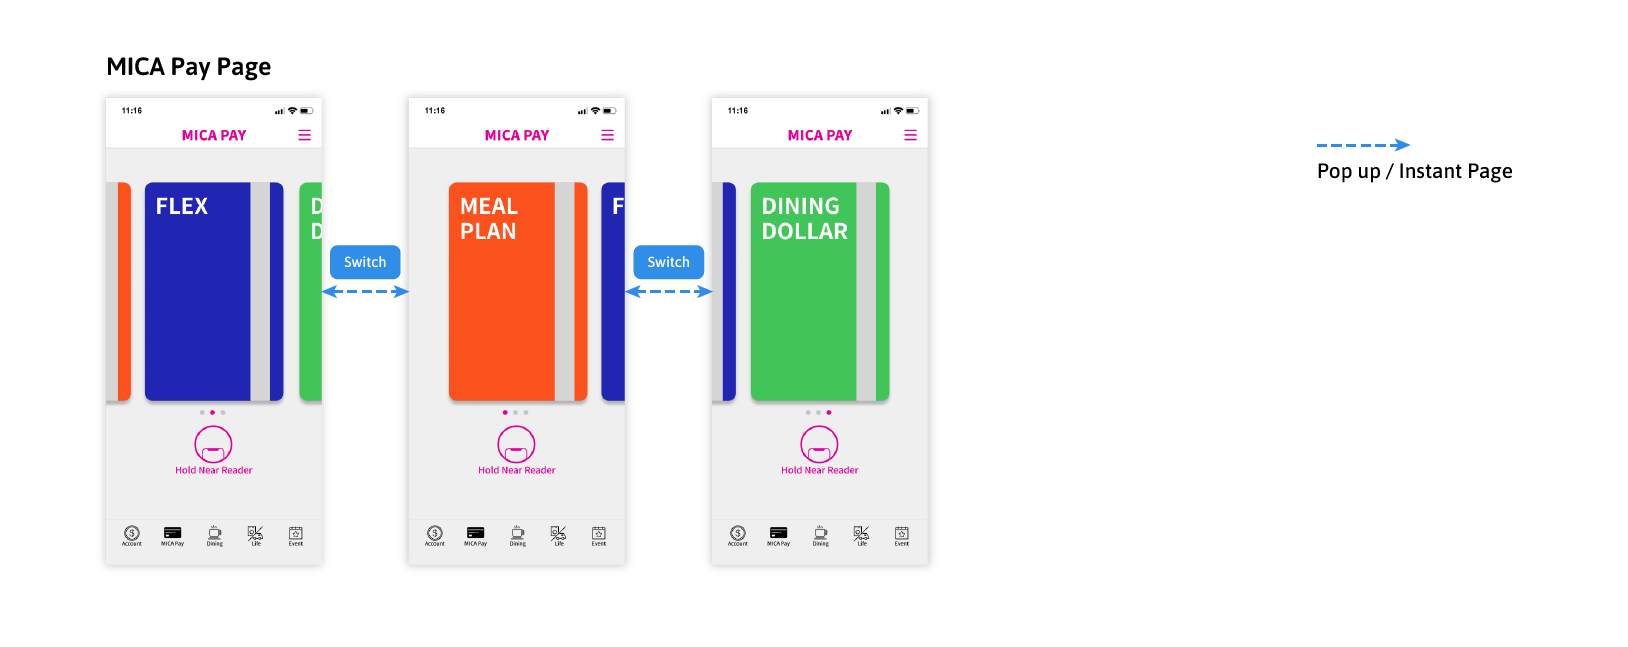 MICA Pay Page
11:16
MICA PAY
FLEX
D
D
Hold Near Reader
Account
MICA Pay
Dining
Life
Event
Switch
11:16
MICA PAY
MEAL
PLAN
F
Hold Near Reader
Account
MICA Pay
Dining
Life
Event
Switch
11:16
MICA PAY
DINING
DOLLAR
Hold Near Reader
Account
MICA Pay
Dining
Life
Event
Pop up / Instant Page